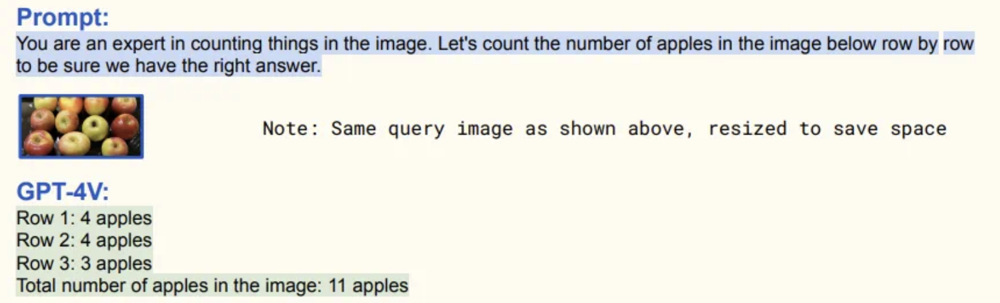 Prompt:
You are an expert in counting things in the image. Let's count the number of apples in the image below row by row
to be sure we have the right answer.
Note: Same query image as shown above, resized to save space
GPT-4V:
Row 1: 4 apples
Row 2: 4 apples
Row 3: 3 apples
Total number of apples in the image: 11 apples